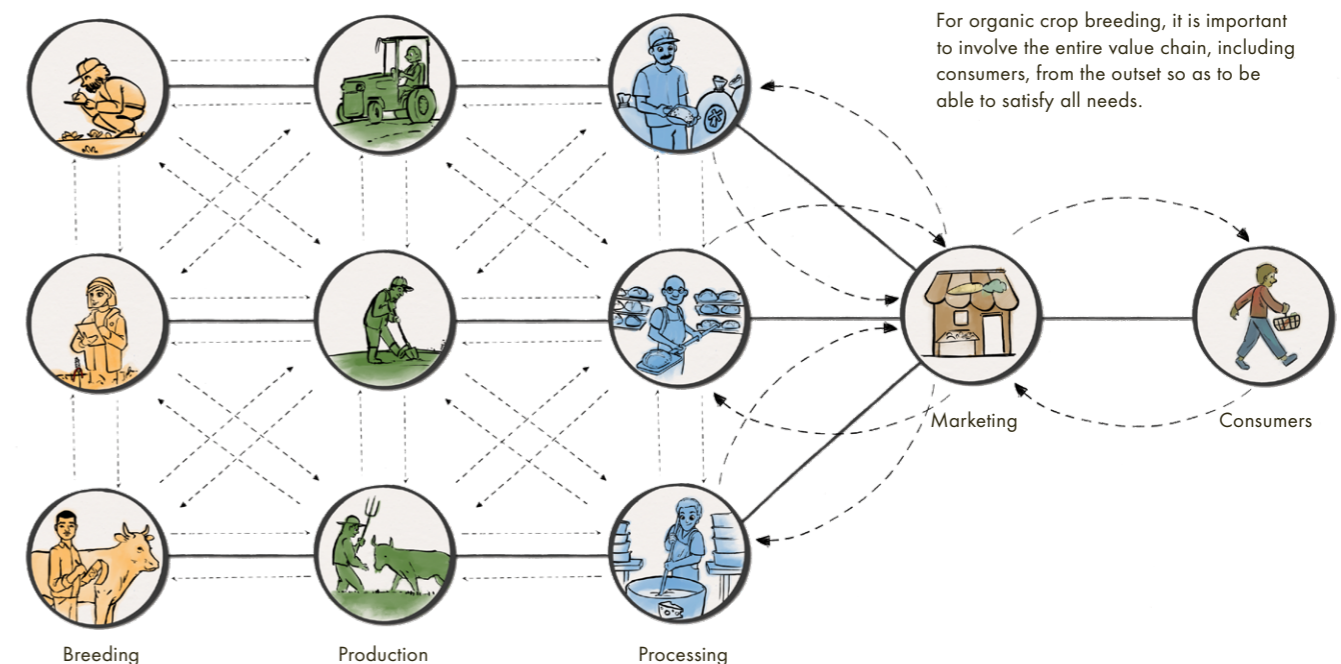 For organic crop breeding, it is important
to involve the entire value chain, including
consumers, from the outset so as to be
able to satisfy all needs.
Marketing
Consumers
Breeding
Production
Processing